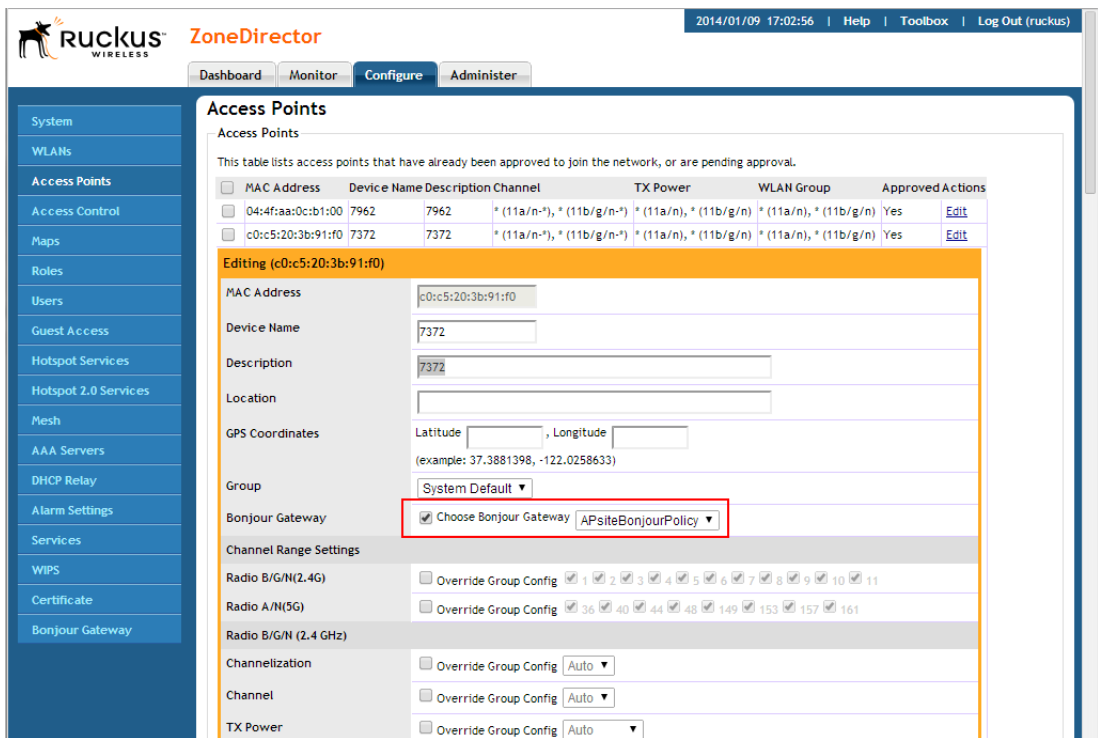 2014/01/09 17:02:56 | Help | Toolbox | Log Out (ruckus)
Ruckus WIRELESS
ZoneDirector
Dashboard Monitor Configure Administer
System
WLANs
Access Points
Access Control
Maps
Roles
Users
Guest Access
Hotspot Services
Hotspot 2.0 Services
Mesh
AAA Servers
DHCP Relay
Alarm Settings
Services
WIPS
Certificate
Bonjour Gateway
Access Points
Access Points
This table lists access points that have already been approved to join the network, or are pending approval.
MAC Address Device Name Description Channel TX Power WLAN Group Approved Actions
04:4f:aa:0c:b1:00 7962 7962 * (11a/n-*), * (11b/g/n-*) * (11a/n), * (11b/g/n) * (11a/n), * (11b/g/n) Yes Edit
c0:c5:20:3b:91:f0 7372 7372 * (11a/n-*), * (11b/g/n-*) * (11a/n), * (11b/g/n) * (11a/n), * (11b/g/n) Yes Edit
Editing (c0:c5:20:3b:91:f0)
MAC Address c0:c5:20:3b:91:f0
Device Name 7372
Description 7372
Location
GPS Coordinates Latitude , Longitude
(example: 37.3881398, -122.0258633)
Group System Default
Bonjour Gateway Choose Bonjour Gateway APsiteBonjourPolicy
Channel Range Settings
Radio B/G/N(2.4G) Override Group Config 1 2 3 4 5 6 7 8 9 10 11
Radio A/N(5G) Override Group Config 36 40 44 48 149 153 157 161
Radio B/G/N (2.4 GHz)
Channelization Override Group Config Auto
Channel Override Group Config Auto
TX Power Override Group Config Auto